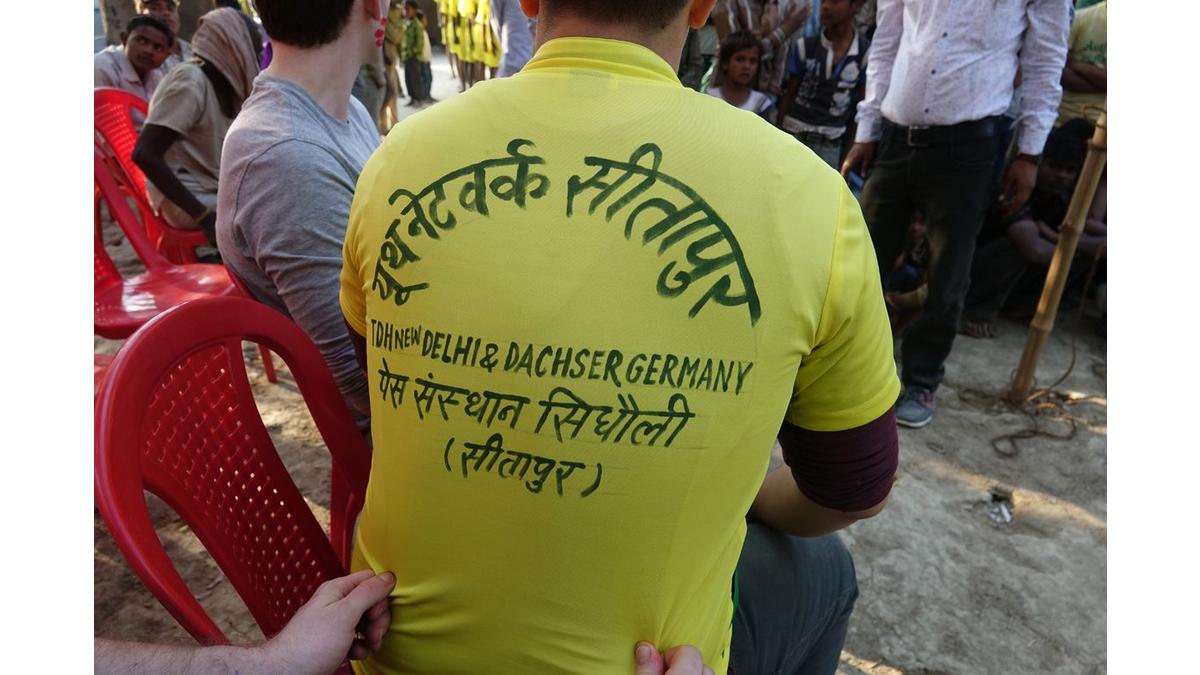 यूथ नेटवर्क सीतापुर
TDH NEW DELHI & DACHSER GERMANY
पेस संस्थान सिधौली
(सीतापुर)